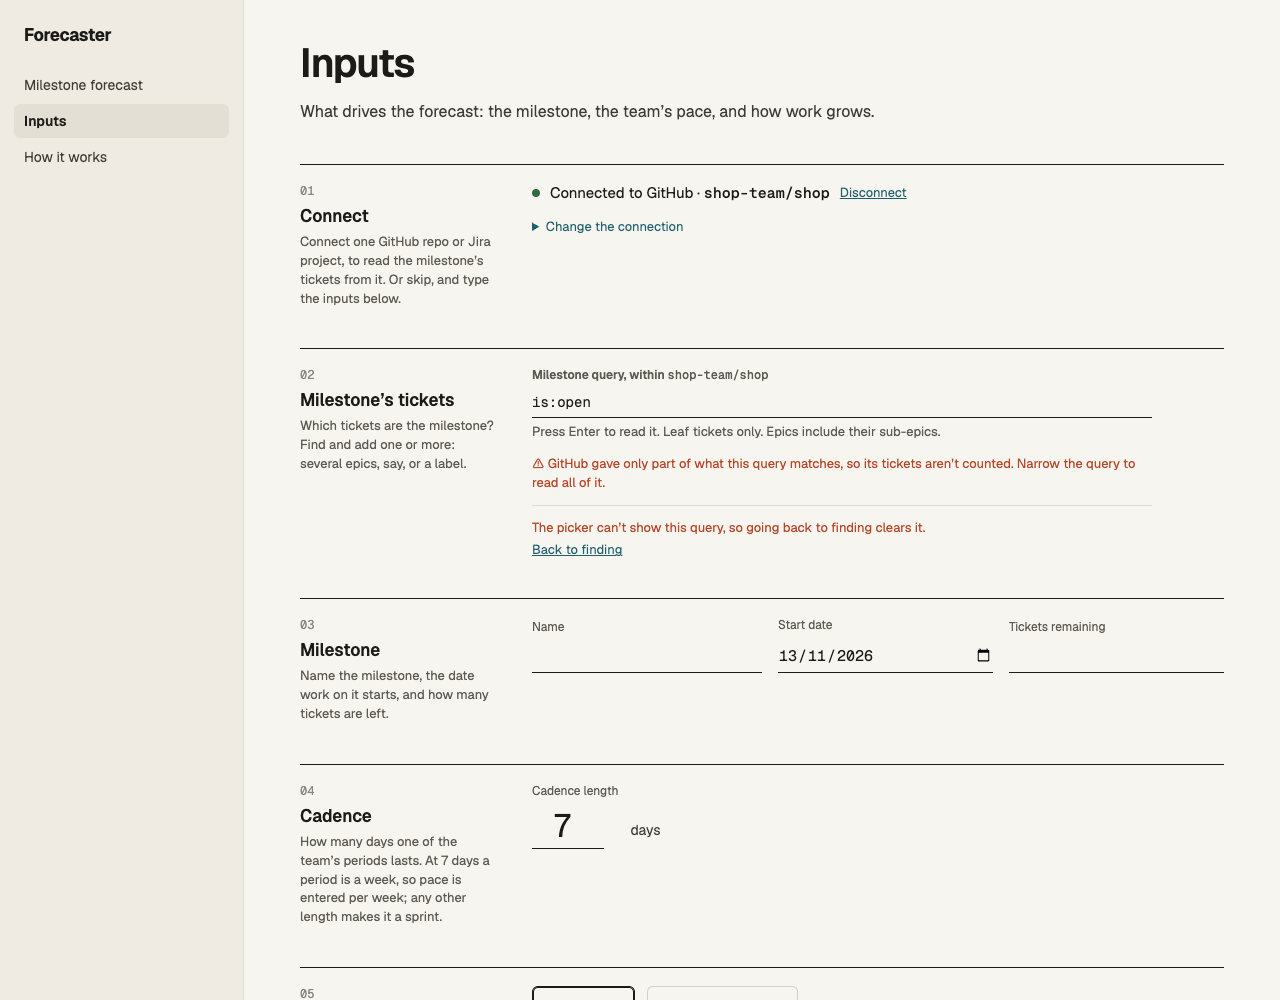 Forecaster
Milestone forecast
Inputs
How it works
Inputs
What drives the forecast: the milestone, the team’s pace, and how work grows.
01
Connect
Connect one GitHub repo or Jira
project, to read the milestone’s
tickets from it. Or skip, and type
the inputs below.
Connected to GitHub · shop-team/shop Disconnect
Change the connection
02
Milestone’s tickets
Which tickets are the milestone?
Find and add one or more:
several epics, say, or a label.
Milestone query, within shop-team/shop
is:open
Press Enter to read it. Leaf tickets only. Epics include their sub-epics.
⚠ GitHub gave only part of what this query matches, so its tickets aren’t counted. Narrow the query to
read all of it.
The picker can’t show this query, so going back to finding clears it.
Back to finding
03
Milestone
Name the milestone, the date
work on it starts, and how many
tickets are left.
Name
Start date
13/11/2026
Tickets remaining
04
Cadence
How many days one of the
team’s periods lasts. At 7 days a
period is a week, so pace is
entered per week; any other
length makes it a sprint.
Cadence length
7 days
05